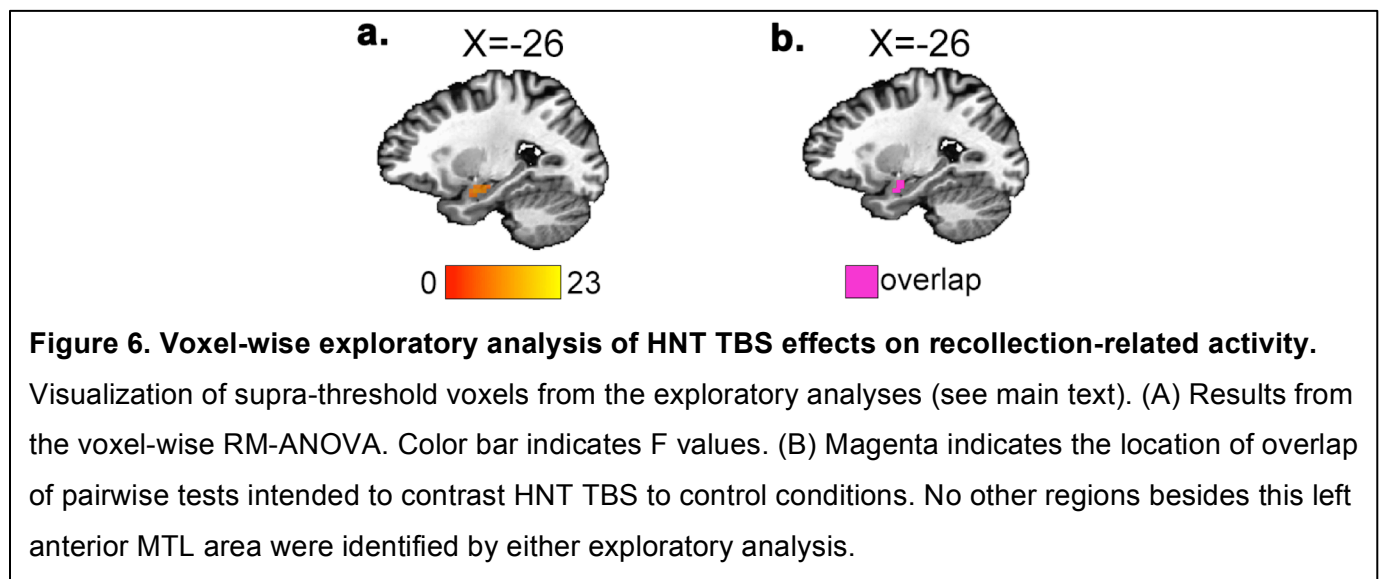 a. X=-26
b. X=-26
0 23
overlap
Figure 6. Voxel-wise exploratory analysis of HNT TBS effects on recollection-related activity.
Visualization of supra-threshold voxels from the exploratory analyses (see main text). (A) Results from
the voxel-wise RM-ANOVA. Color bar indicates F values. (B) Magenta indicates the location of overlap
of pairwise tests intended to contrast HNT TBS to control conditions. No other regions besides this left
anterior MTL area were identified by either exploratory analysis.